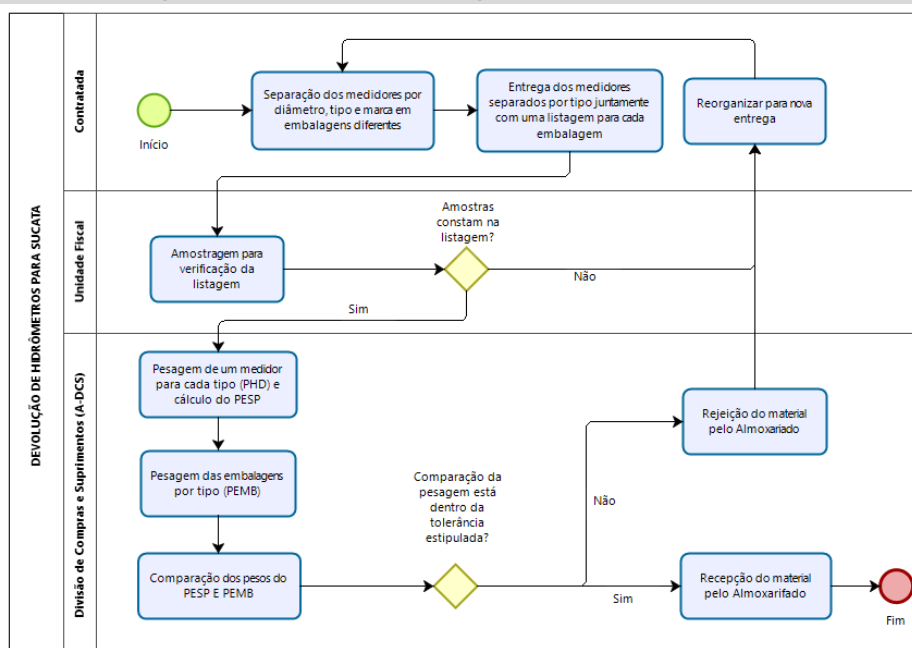 DEVOLUÇÃO DE HIDRÔMETROS PARA SUCATA
Contratada
Início
Separação dos medidores por
diâmetro, tipo e marca em
embalagens diferentes
Entrega dos medidores
separados por tipo juntamente
com uma listagem para cada
embalagem
Reorganizar para nova
entrega
Unidade Fiscal
Amostragem para
verificação da
listagem
Amostras
constam na
listagem?
Não
Sim
Divisão de Compras e Suprimentos (A-DCS)
Pesagem de um medidor
para cada tipo (PHD) e
cálculo do PESP
Pesagem das embalagens
por tipo (PEMB)
Comparação dos pesos do
PESP E PEMB
Comparação da
pesagem está
dentro da
tolerância
estipulada?
Não
Rejeição do material
pelo Almoxariado
Sim
Recepção do material
pelo Almoxarifado
Fim